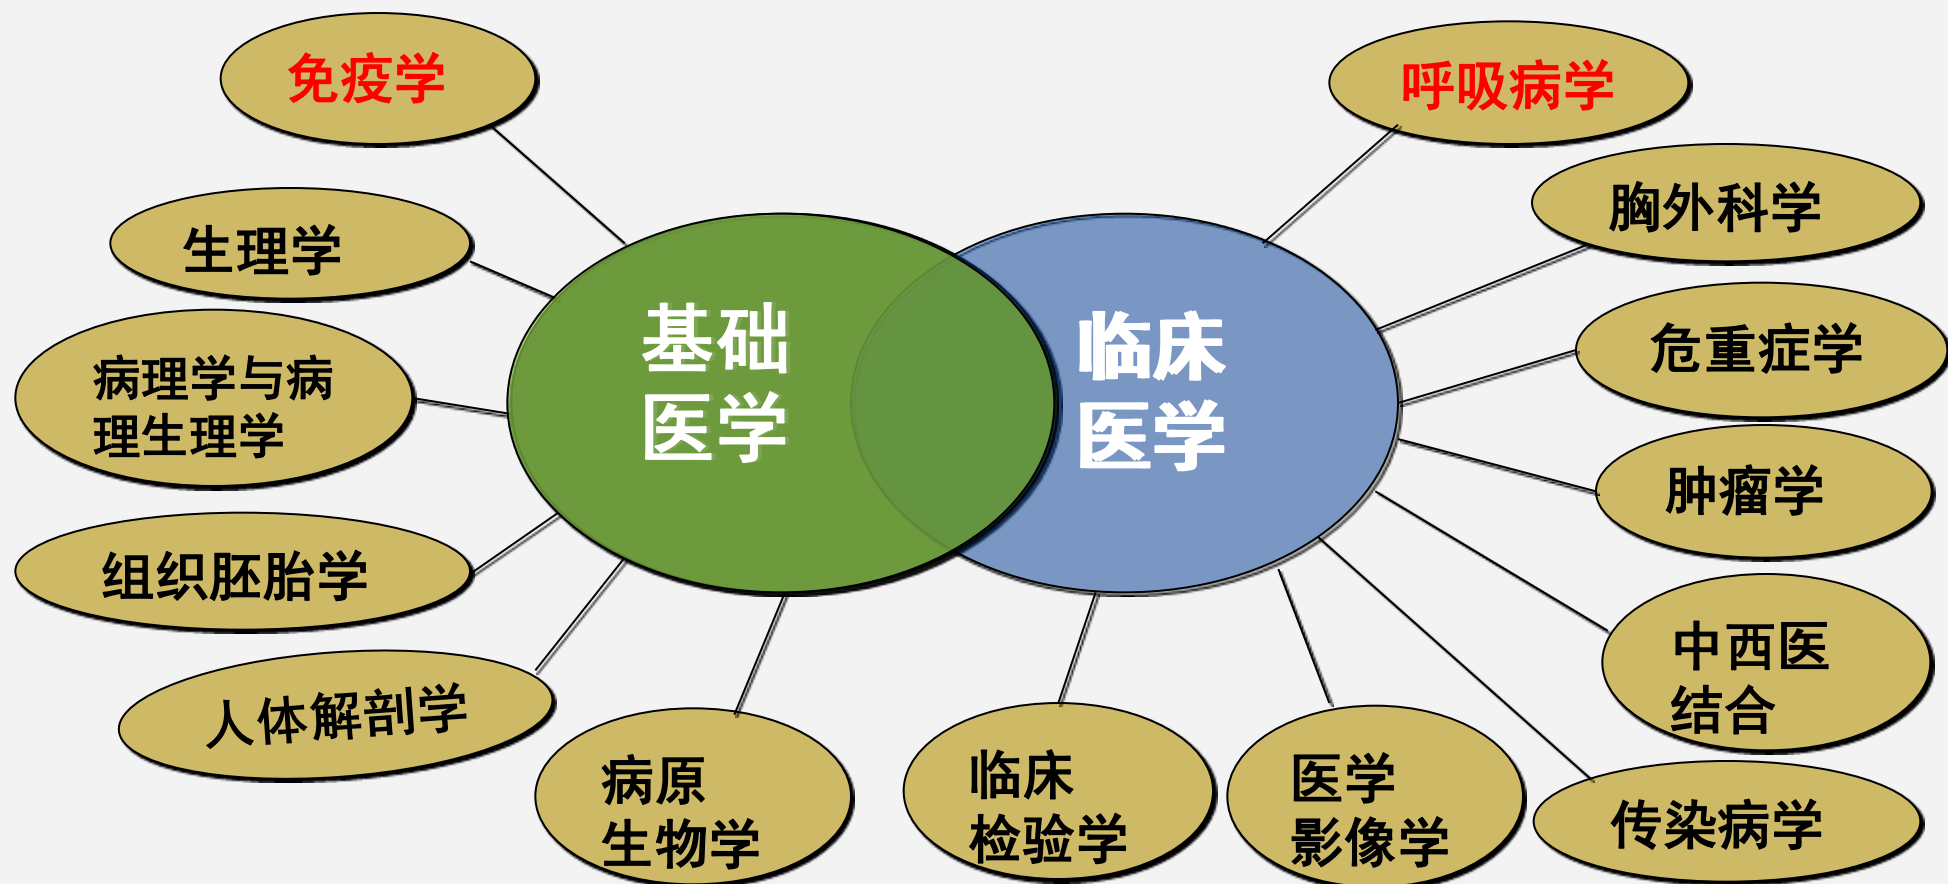 免疫学
呼吸病学
生理学
胸外科学
基础
医学
临床
医学
病理学与病
理生理学
危重症学
肿瘤学
组织胚胎学
中西医
结合
人体解剖学
病原
生物学
临床
检验学
医学
影像学
传染病学